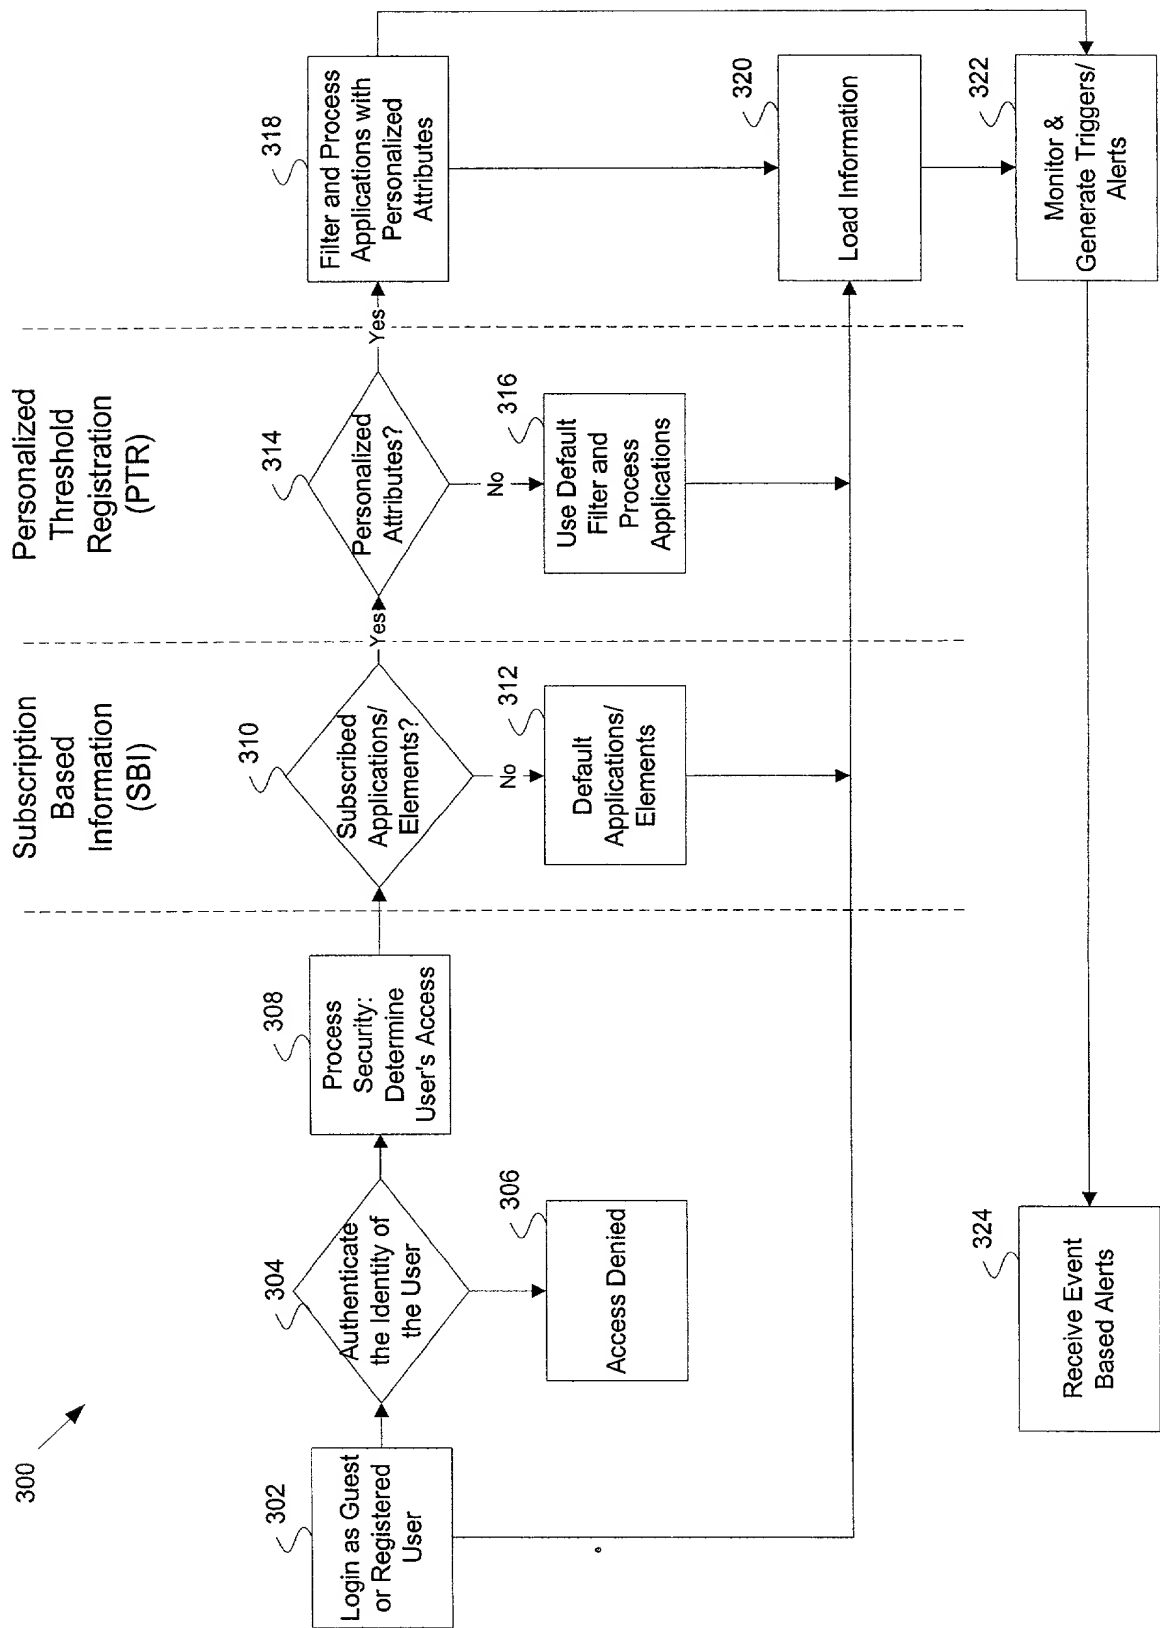 300
Subscription
Based
Information
(SBI)
Personalized
Threshold
Registration
(PTR)
302
Login as Guest
or Registered
User
304
Authenticate
the Identity of
the User
306
Access Denied
308
Process
Security:
Determine
User's Access
310
Subscribed
Applications/
Elements?
Yes
No
312
Default
Applications/
Elements
314
Personalized
Attributes?
Yes
No
316
Use Default
Filter and
Process
Applications
318
Filter and Process
Applications with
Personalized
Attributes
320
Load Information
322
Monitor &
Generate Triggers/
Alerts
324
Receive Event
Based Alerts